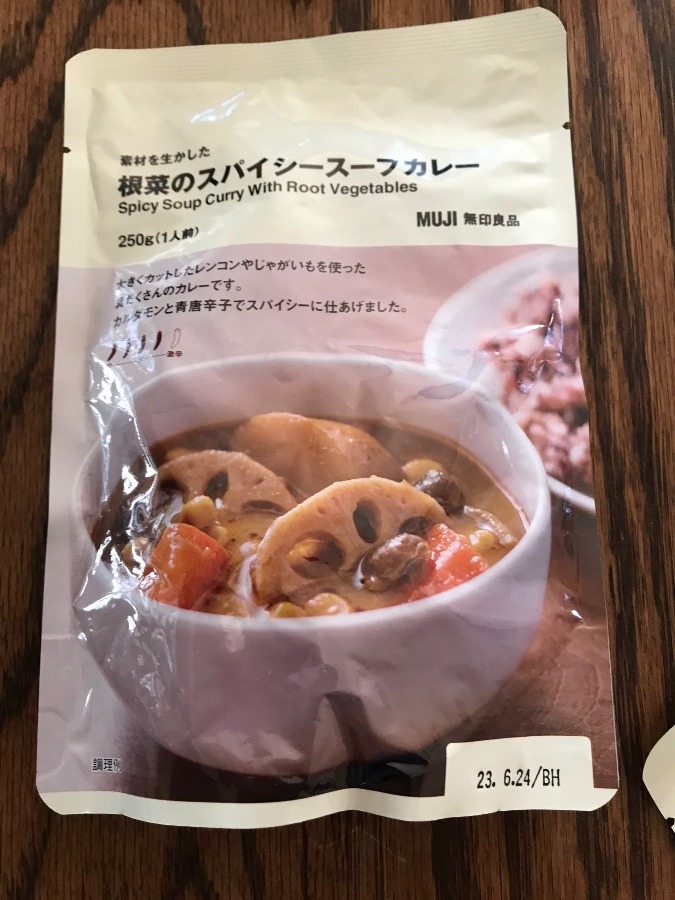 素材を生かした
根菜のスパイシースープカレー
Spicy Soup Curry With Root Vegetables
MUJI 無印良品
250g(1人前)
大きくカットしたレンコンやじゃがいもを使った
具だくさんのカレーです。
カルダモンと青唐辛子でスパイシーに仕あげました。
激辛
調理例
23. 6.24/BH